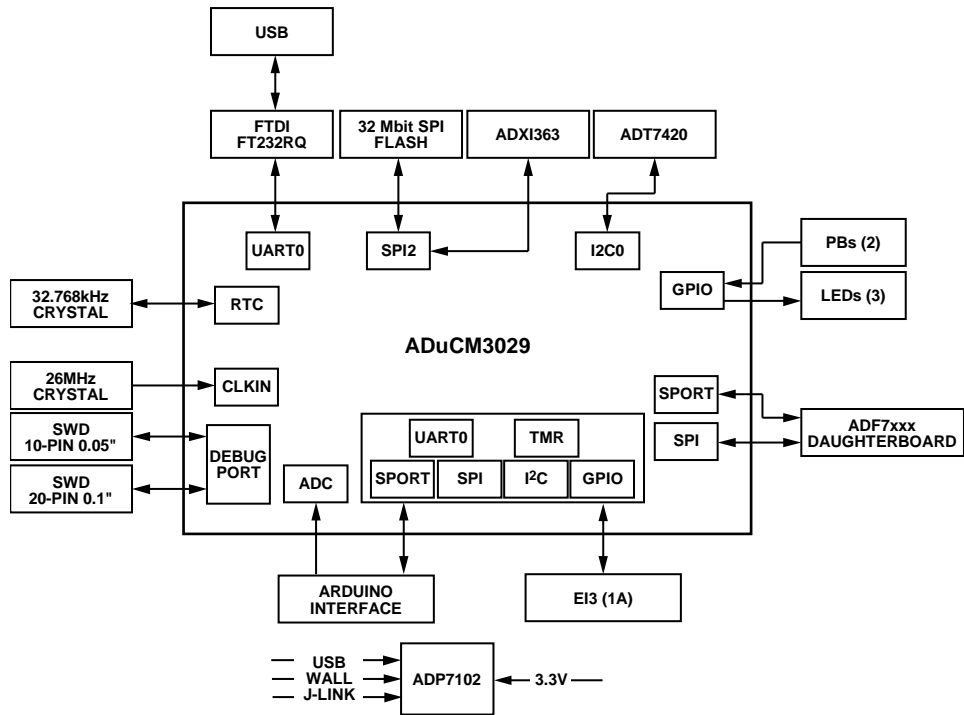 USB
FTDI
FT232RQ
32 Mbit SPI
FLASH
ADXl363
ADT7420
UART0
SPI2
I2C0
PBs (2)
GPIO
LEDs (3)
32.768kHz
CRYSTAL
RTC
ADuCM3029
26MHz
CRYSTAL
CLKIN
SPORT
SWD
10-PIN 0.05"
DEBUG
PORT
UART0
TMR
SPI
ADF7xxx
DAUGHTERBOARD
SWD
20-PIN 0.1"
ADC
SPORT
SPI
I²C
GPIO
ARDUINO
INTERFACE
EI3 (1A)
USB
WALL
J-LINK
ADP7102
3.3V